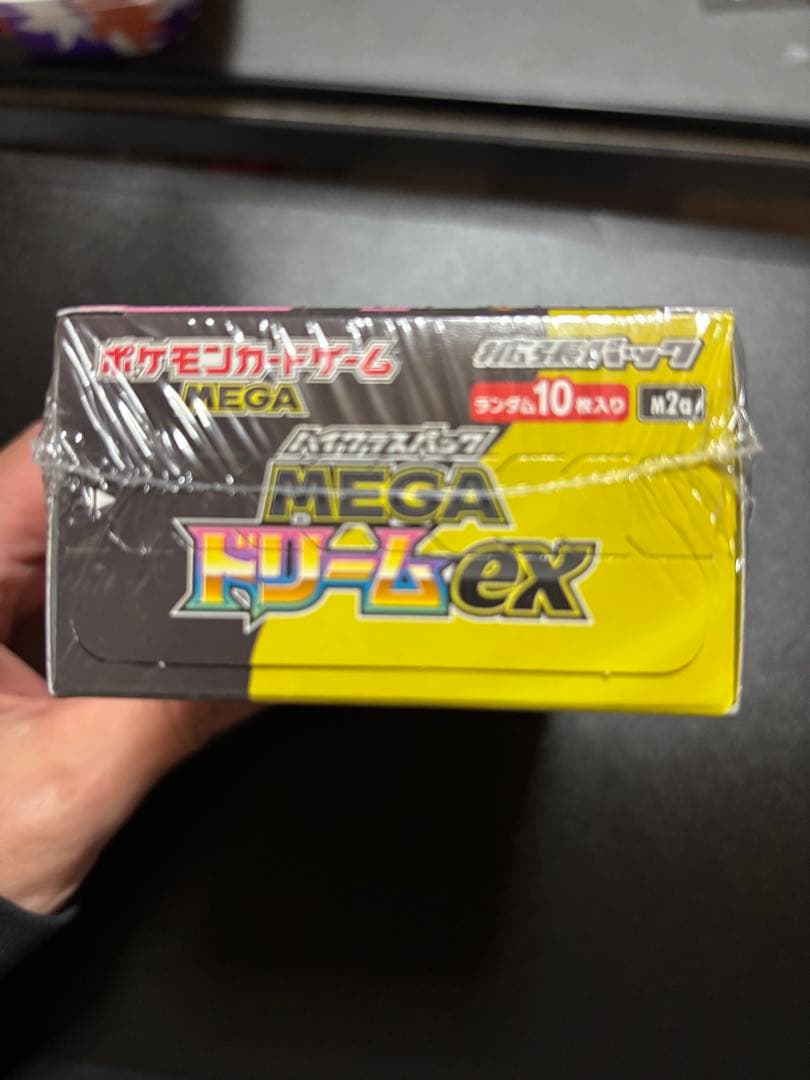 ポケモンカードゲーム
MEGA
拡張パック
ランダム10枚入り
M2a
ハイクラスパック
MEGA
ドリームex